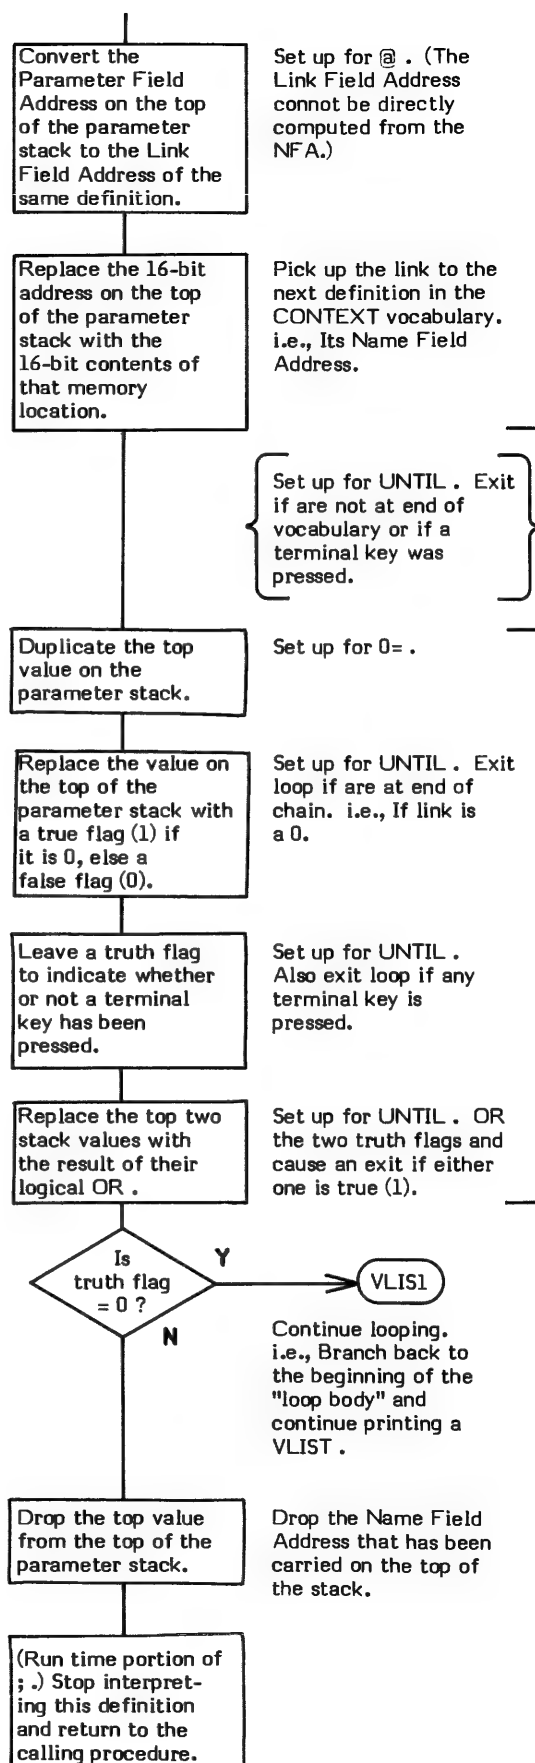 Convert the
Parameter Field
Address on the top
of the parameter
stack to the Link
Field Address of the
same definition.
Set up for @ . (The
Link Field Address
connot be directly
computed from the
NFA.)
Replace the 16-bit
address on the top
of the parameter
stack with the
16-bit contents of
that memory
location.
Pick up the link to the
next definition in the
CONTEXT vocabulary.
i.e., Its Name Field
Address.
Set up for UNTIL . Exit
if are not at end of
vocabulary or if a
terminal key was
pressed.
Duplicate the top
value on the
parameter stack.
Set up for 0= .
Replace the value on
the top of the
parameter stack with
a true flag (1) if
it is 0, else a
false flag (0).
Set up for UNTIL . Exit
loop if are at end of
chain. i.e., If link is
a 0.
Leave a truth flag
to indicate whether
or not a terminal
key has been
pressed.
Set up for UNTIL .
Also exit loop if any
terminal key is
pressed.
Replace the top two
stack values with
the result of their
logical OR .
Set up for UNTIL . OR
the two truth flags and
cause an exit if either
one is true (1).
Is
truth flag
= 0 ?
Y
N
VLIS1
Continue looping.
i.e., Branch back to
the beginning of the
"loop body" and
continue printing a
VLIST .
Drop the top value
from the top of the
parameter stack.
Drop the Name Field
Address that has been
carried on the top of
the stack.
(Run time portion of
; .) Stop interpret-
ing this definition
and return to the
calling procedure.